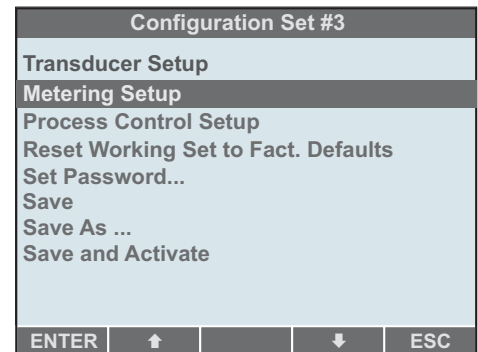 Configuration Set #3
Transducer Setup
Metering Setup
Process Control Setup
Reset Working Set to Fact. Defaults
Set Password...
Save
Save As ...
Save and Activate
ENTER ⬆ ⬇ ESC